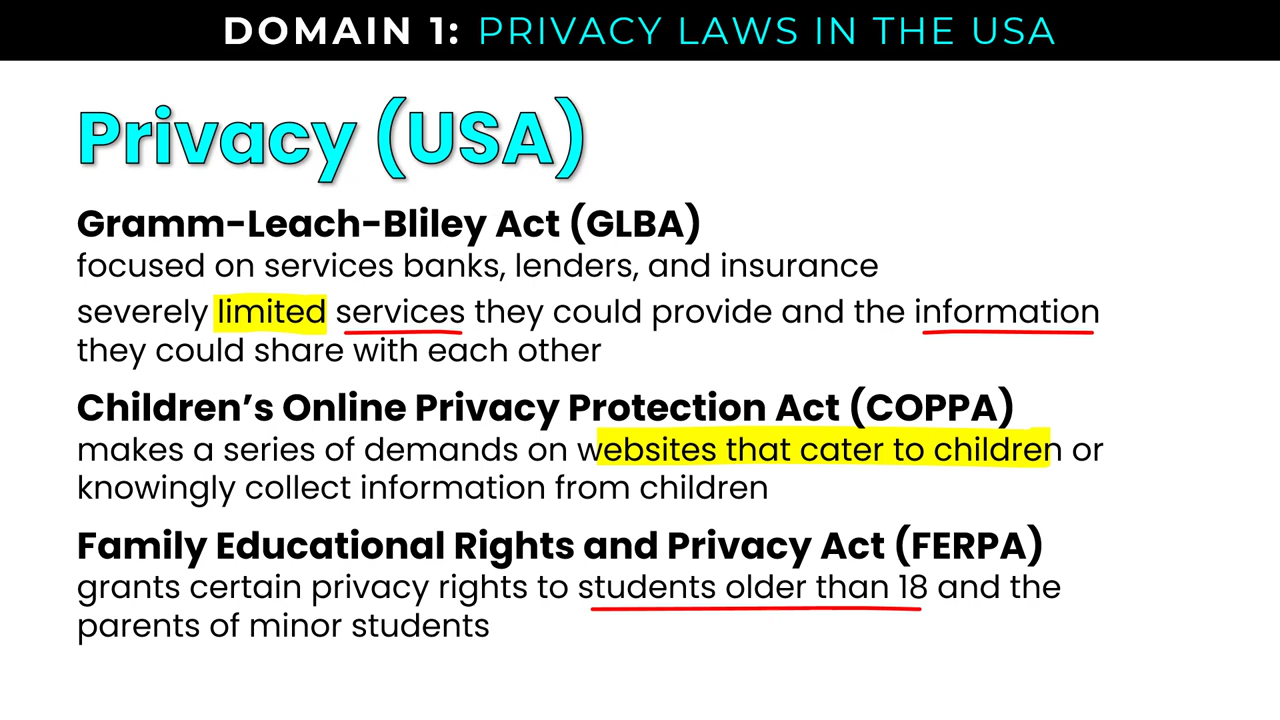 DOMAIN 1: PRIVACY LAWS IN THE USA
Privacy (USA)
Gramm-Leach-Bliley Act (GLBA)
focused on services banks, lenders, and insurance
severely limited services they could provide and the information
they could share with each other
Children's Online Privacy Protection Act (COPPA)
makes a series of demands on websites that cater to children or
knowingly collect information from children
Family Educational Rights and Privacy Act (FERPA)
grants certain privacy rights to students older than 18 and the
parents of minor students